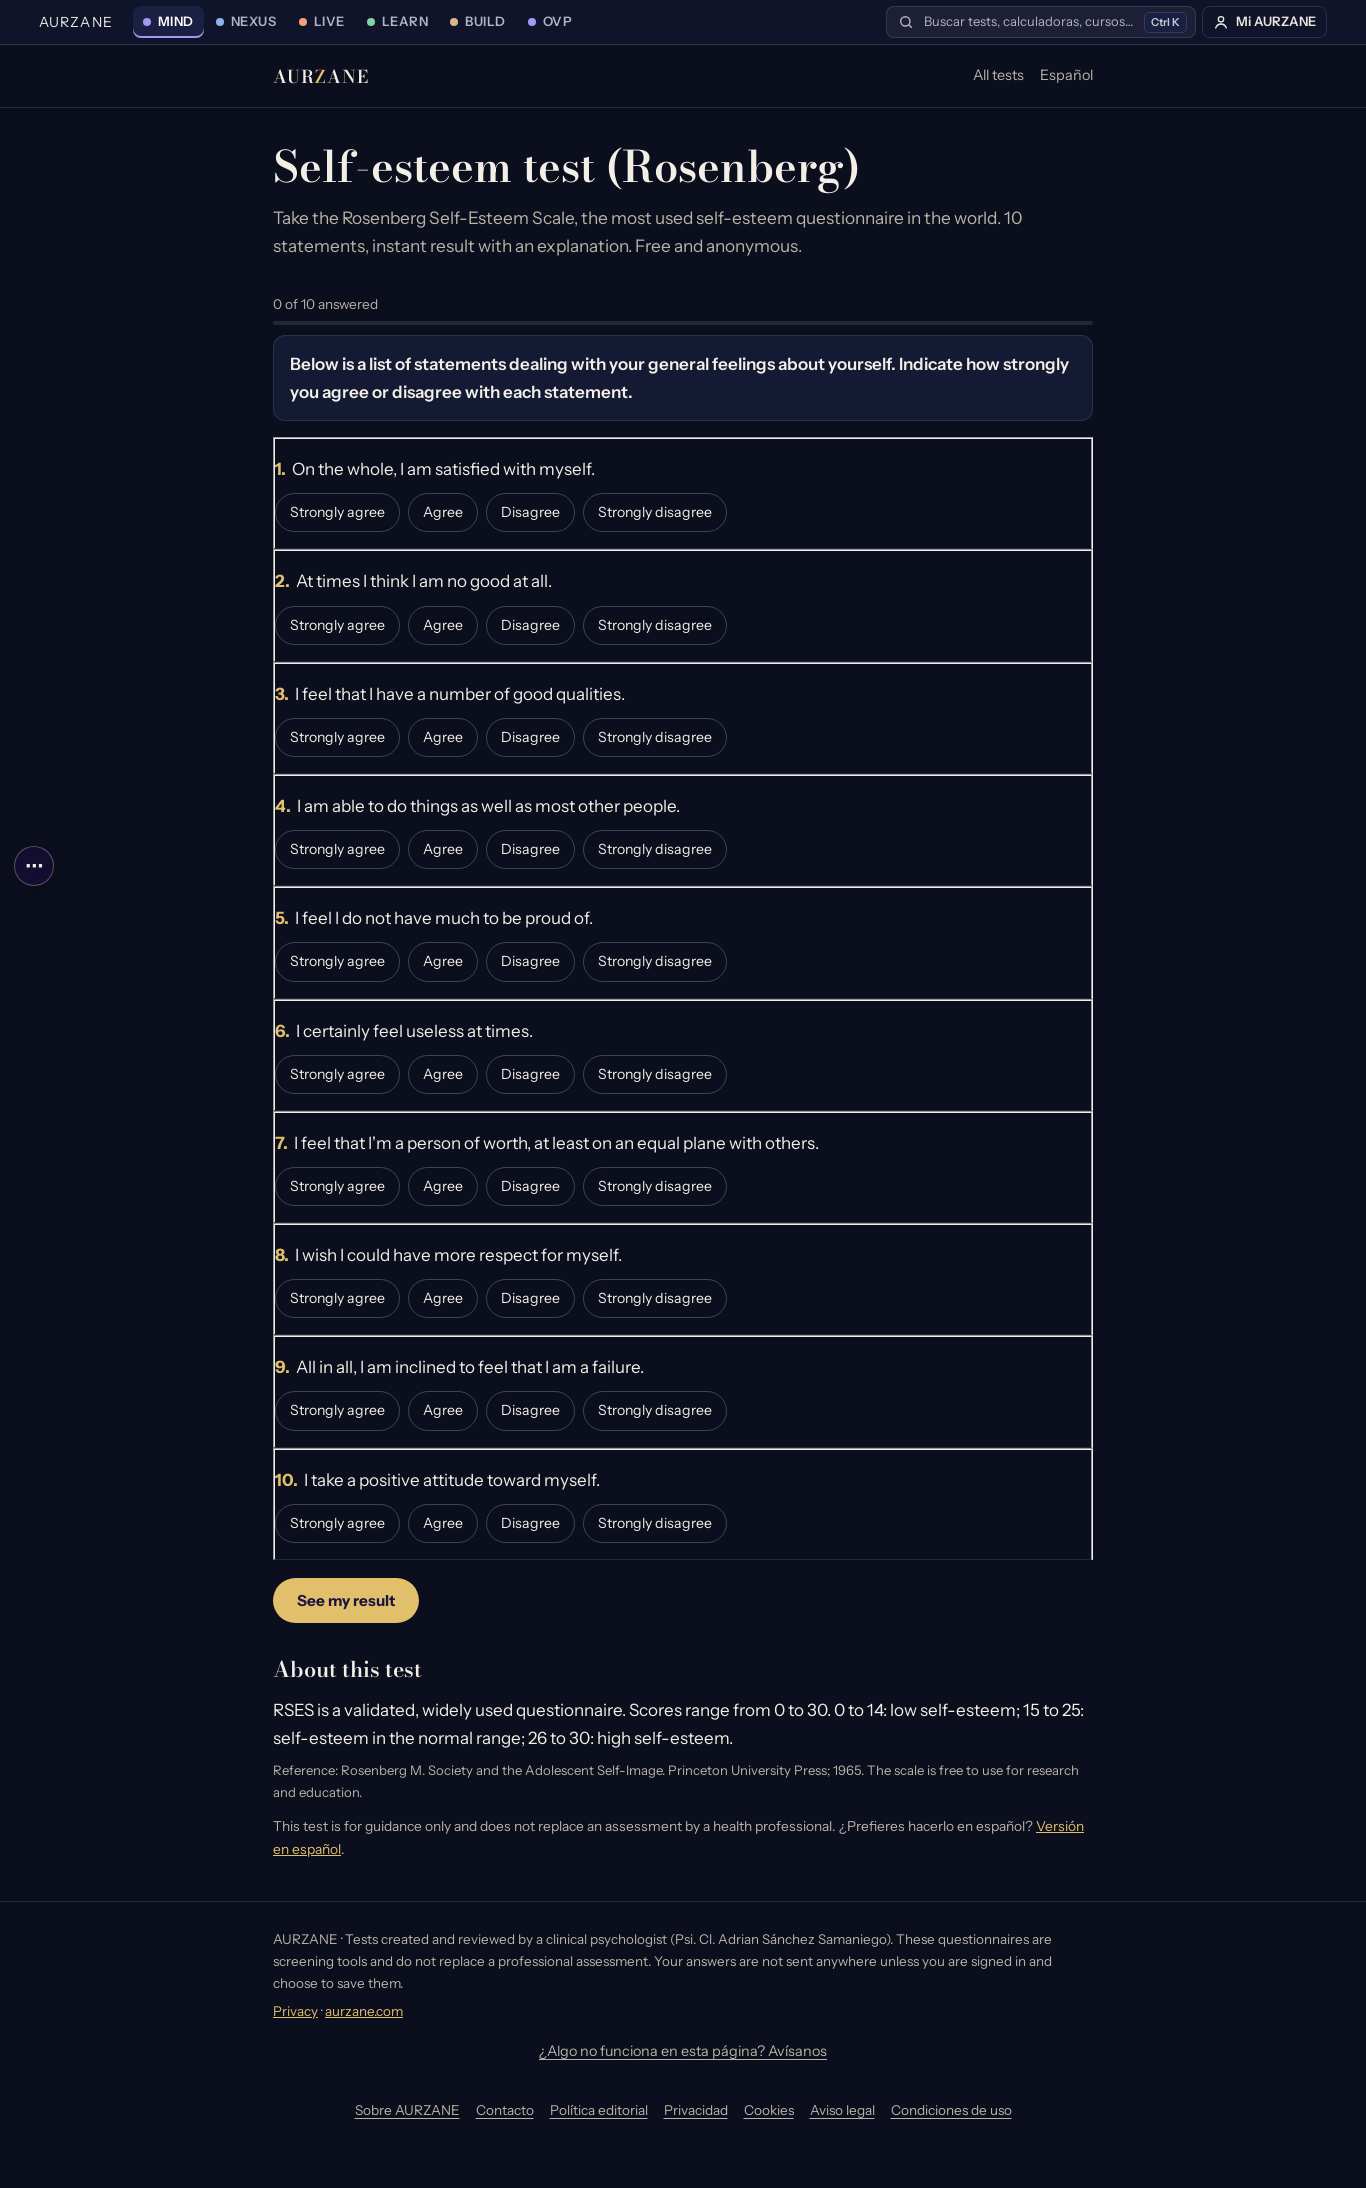 AURZANE MIND NEXUS LIVE LEARN BUILD OVP Buscar tests, calculadoras, cursos... Ctrl K Mi AURZANE
AURZANE All tests Español
Self-esteem test (Rosenberg)
Take the Rosenberg Self-Esteem Scale, the most used self-esteem questionnaire in the world. 10
statements, instant result with an explanation. Free and anonymous.
0 of 10 answered
Below is a list of statements dealing with your general feelings about yourself. Indicate how strongly
you agree or disagree with each statement.
1. On the whole, I am satisfied with myself.
Strongly agree Agree Disagree Strongly disagree
2. At times I think I am no good at all.
Strongly agree Agree Disagree Strongly disagree
3. I feel that I have a number of good qualities.
Strongly agree Agree Disagree Strongly disagree
4. I am able to do things as well as most other people.
Strongly agree Agree Disagree Strongly disagree
5. I feel I do not have much to be proud of.
Strongly agree Agree Disagree Strongly disagree
6. I certainly feel useless at times.
Strongly agree Agree Disagree Strongly disagree
7. I feel that I'm a person of worth, at least on an equal plane with others.
Strongly agree Agree Disagree Strongly disagree
8. I wish I could have more respect for myself.
Strongly agree Agree Disagree Strongly disagree
9. All in all, I am inclined to feel that I am a failure.
Strongly agree Agree Disagree Strongly disagree
10. I take a positive attitude toward myself.
Strongly agree Agree Disagree Strongly disagree
See my result
About this test
RSES is a validated, widely used questionnaire. Scores range from 0 to 30. 0 to 14: low self-esteem; 15 to 25:
self-esteem in the normal range; 26 to 30: high self-esteem.
Reference: Rosenberg M. Society and the Adolescent Self-Image. Princeton University Press; 1965. The scale is free to use for research
and education.
This test is for guidance only and does not replace an assessment by a health professional. ¿Prefieres hacerlo en español? Versión
en español.
AURZANE · Tests created and reviewed by a clinical psychologist (Psi. Cl. Adrian Sánchez Samaniego). These questionnaires are
screening tools and do not replace a professional assessment. Your answers are not sent anywhere unless you are signed in and
choose to save them.
Privacy · aurzane.com
¿Algo no funciona en esta página? Avísanos
Sobre AURZANE Contacto Política editorial Privacidad Cookies Aviso legal Condiciones de uso